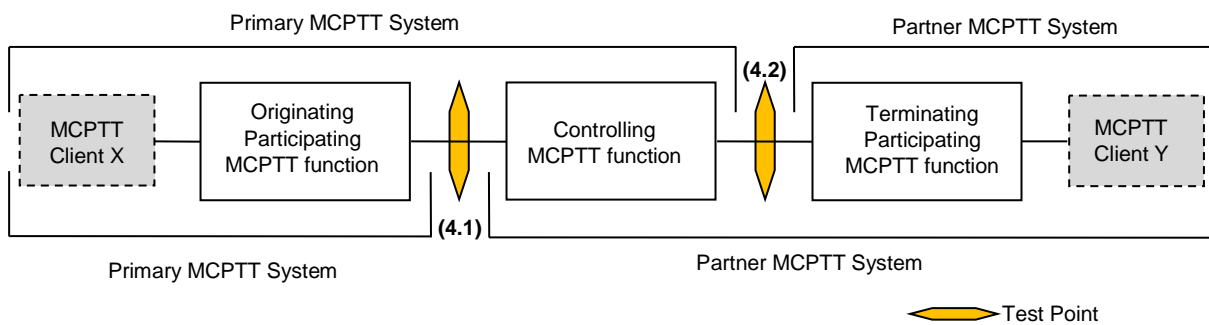 Primary MCPTT System
Partner MCPTT System
(4.2)
MCPTT
Client X
Originating
Participating
MCPTT function
Controlling
MCPTT function
Terminating
Participating
MCPTT function
MCPTT
Client Y
(4.1)
Primary MCPTT System
Partner MCPTT System
Test Point